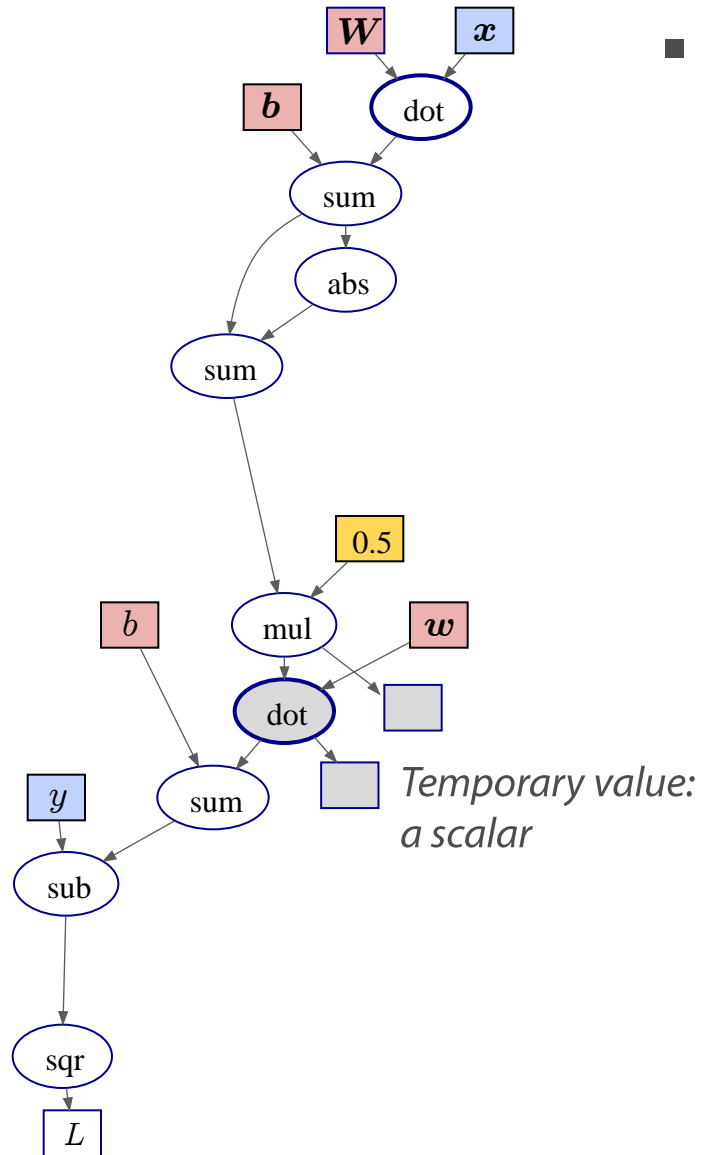 W x
b dot
sum
abs
sum
0.5
b mul w
dot
Temporary value:
y sum
a scalar
sub
sqr
L